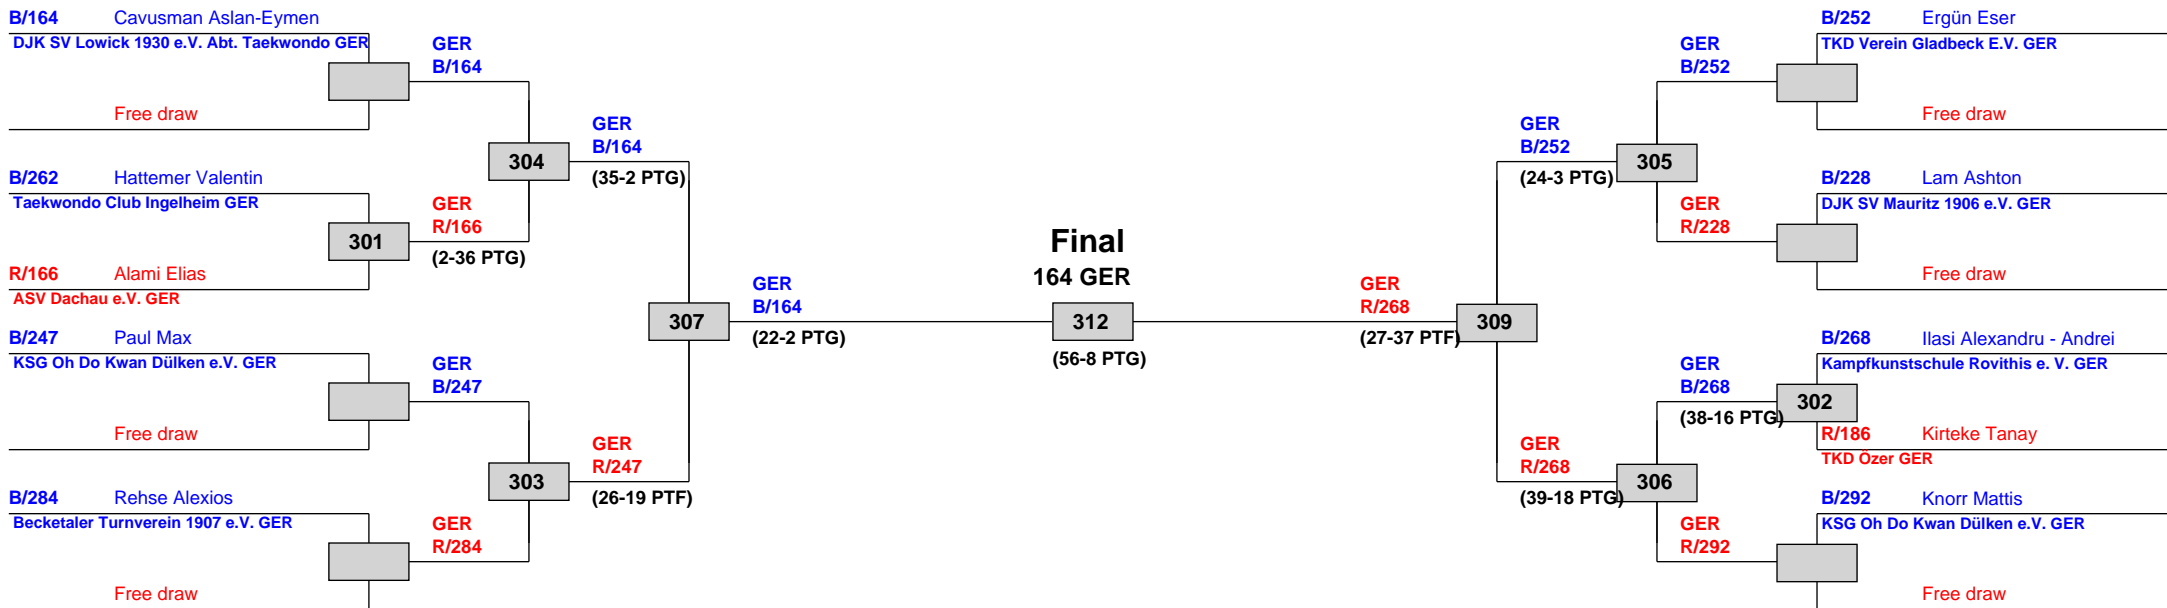 B/164 Cavusman Aslan-Eymen
DJK SV Lowick 1930 e.V. Abt. Taekwondo GER
Free draw
B/262 Hattemer Valentin
Taekwondo Club Ingelheim GER
301
R/166 Alami Elias
ASV Dachau e.V. GER
B/247 Paul Max
KSG Oh Do Kwan Dülken e.V. GER
Free draw
B/284 Rehse Alexios
Becketaler Turnverein 1907 e.V. GER
Free draw
GER
B/164
304
GER
R/166
(2-36 PTG)
GER
B/247
303
GER
R/284
GER
B/164
(35-2 PTG)
307
GER
R/247
(26-19 PTF)
GER
B/164
(22-2 PTG)
Final
164 GER
312
(56-8 PTG)
GER
R/268
(27-37 PTF)
309
GER
B/252
(24-3 PTG)
GER
R/268
(39-18 PTG)
GER
B/252
305
GER
R/228
GER
B/268
(38-16 PTG)
306
GER
R/292
B/252 Ergün Eser
TKD Verein Gladbeck E.V. GER
Free draw
B/228 Lam Ashton
DJK SV Mauritz 1906 e.V. GER
Free draw
B/268 Ilasi Alexandru - Andrei
Kampfkunstschule Rovithis e. V. GER
302
R/186 Kirteke Tanay
TKD Özer GER
B/292 Knorr Mattis
KSG Oh Do Kwan Dülken e.V. GER
Free draw